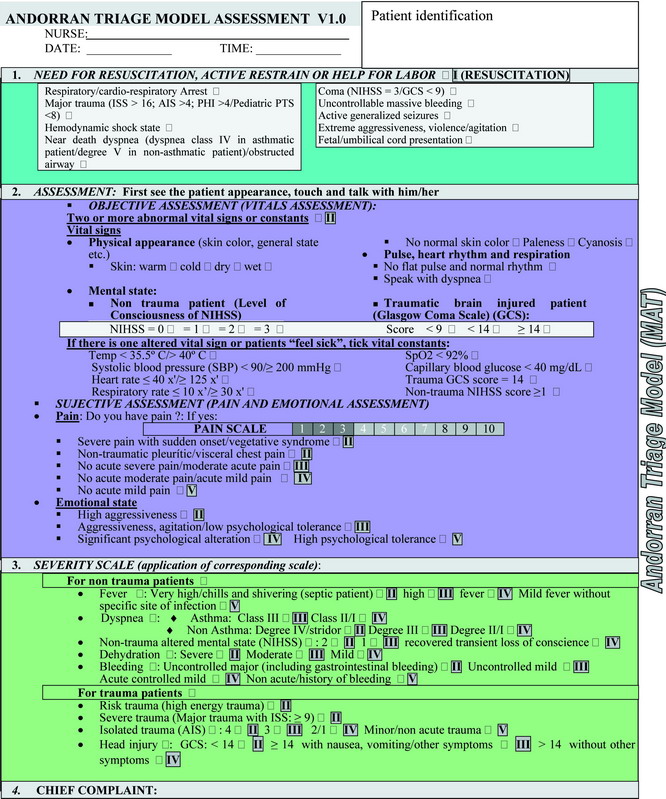 ANDORRAN TRIAGE MODEL ASSESSMENT V1.0
Patient identification
NURSE:
DATE: TIME:
1. NEED FOR RESUSCITATION, ACTIVE RESTRAIN OR HELP FOR LABOR □ I (RESUSCITATION)
Respiratory/cardio-respiratory Arrest □
Major trauma (ISS > 16; AIS >4; PHI >4/Pediatric PTS
<8) □
Hemodynamic shock state □
Near death dyspnea (dyspnea class IV in asthmatic
patient/degree V in non-asthmatic patient)/obstructed
airway □
Coma (NIHSS = 3/GCS < 9) □
Uncontrollable massive bleeding □
Active generalized seizures □
Extreme aggressiveness, violence/agitation □
Fetal/umbilical cord presentation □
2. ASSESSMENT: First see the patient appearance, touch and talk with him/her
▪ OBJECTIVE ASSESSMENT (VITALS ASSESSMENT):
Two or more abnormal vital signs or constants □ II
Vital signs
● Physical appearance (skin color, general state
etc.)
▪ Skin: warm □ cold □ dry □ wet □
▪ No normal skin color □ Paleness □ Cyanosis □
● Pulse, heart rhythm and respiration
▪ No flat pulse and normal rhythm □
▪ Speak with dyspnea □
● Mental state:
▪ Non trauma patient (Level of
Consciousness of NIHSS)
▪ Traumatic brain injured patient
(Glasgow Coma Scale) (GCS):
NIHSS = 0 □ = 1 □ = 2 □ = 3 □ Score < 9 □ < 14 □ ≥ 14 □
If there is one altered vital sign or patients “feel sick”, tick vital constants:
Temp < 35.5º C/> 40º C □
Systolic blood pressure (SBP) < 90/≥ 200 mmHg □
Heart rate ≤ 40 x'/≥ 125 x' □
Respiratory rate ≤ 10 x'/≥ 30 x' □
SpO2 < 92% □
Capillary blood glucose < 40 mg/dL □
Trauma GCS score = 14 □
Non-trauma NIHSS score ≥1 □
▪ SUJECTIVE ASSESSMENT (PAIN AND EMOTIONAL ASSESSMENT)
● Pain: Do you have pain ?: If yes:
PAIN SCALE 1 2 3 4 5 6 7 8 9 10
▪ Severe pain with sudden onset/vegetative syndrome □ II
▪ Non-traumatic pleurític/visceral chest pain □ II
▪ No acute severe pain/moderate acute pain □ III
▪ No acute moderate pain/acute mild pain □ IV
▪ No acute mild pain □ V
● Emotional state
▪ High aggressiveness □ II
▪ Aggressiveness, agitation/low psychological tolerance □ III
▪ Significant psychological alteration □ IV High psychological tolerance □ V
3. SEVERITY SCALE (application of corresponding scale):
For non trauma patients □
● Fever □: Very high/chills and shivering (septic patient) □ II high □ III fever □ IV Mild fever without
specific site of infection □ V
● Dyspnea □: ♦ Asthma: Class III □ III Class II/I □ IV
♦ Non Asthma: Degree IV/stridor □ II Degree III □ III Degree II/I □ IV
● Non-trauma altered mental state (NIHSS) □ : 2 □ II 1 □ III recovered transient loss of conscience □ IV
● Dehydration □: Severe □ II Moderate □ III Mild □ IV
● Bleeding □: Uncontrolled major (including gastrointestinal bleeding) □ II Uncontrolled mild □ III
Acute controlled mild □ IV Non acute/history of bleeding □ V
For trauma patients □
● Risk trauma (high energy trauma) □ II
● Severe trauma (Major trauma with ISS: ≥ 9) □ II
● Isolated trauma (AIS) □ : 4 □ II 3 □ III 2/1 □ IV Minor/non acute trauma □ V
● Head injury □: GCS: < 14 □ II ≥ 14 with nausea, vomiting/other symptoms □ III > 14 without other
symptoms □ IV
4. CHIEF COMPLAINT:
Andorran Triage Model (MAT)